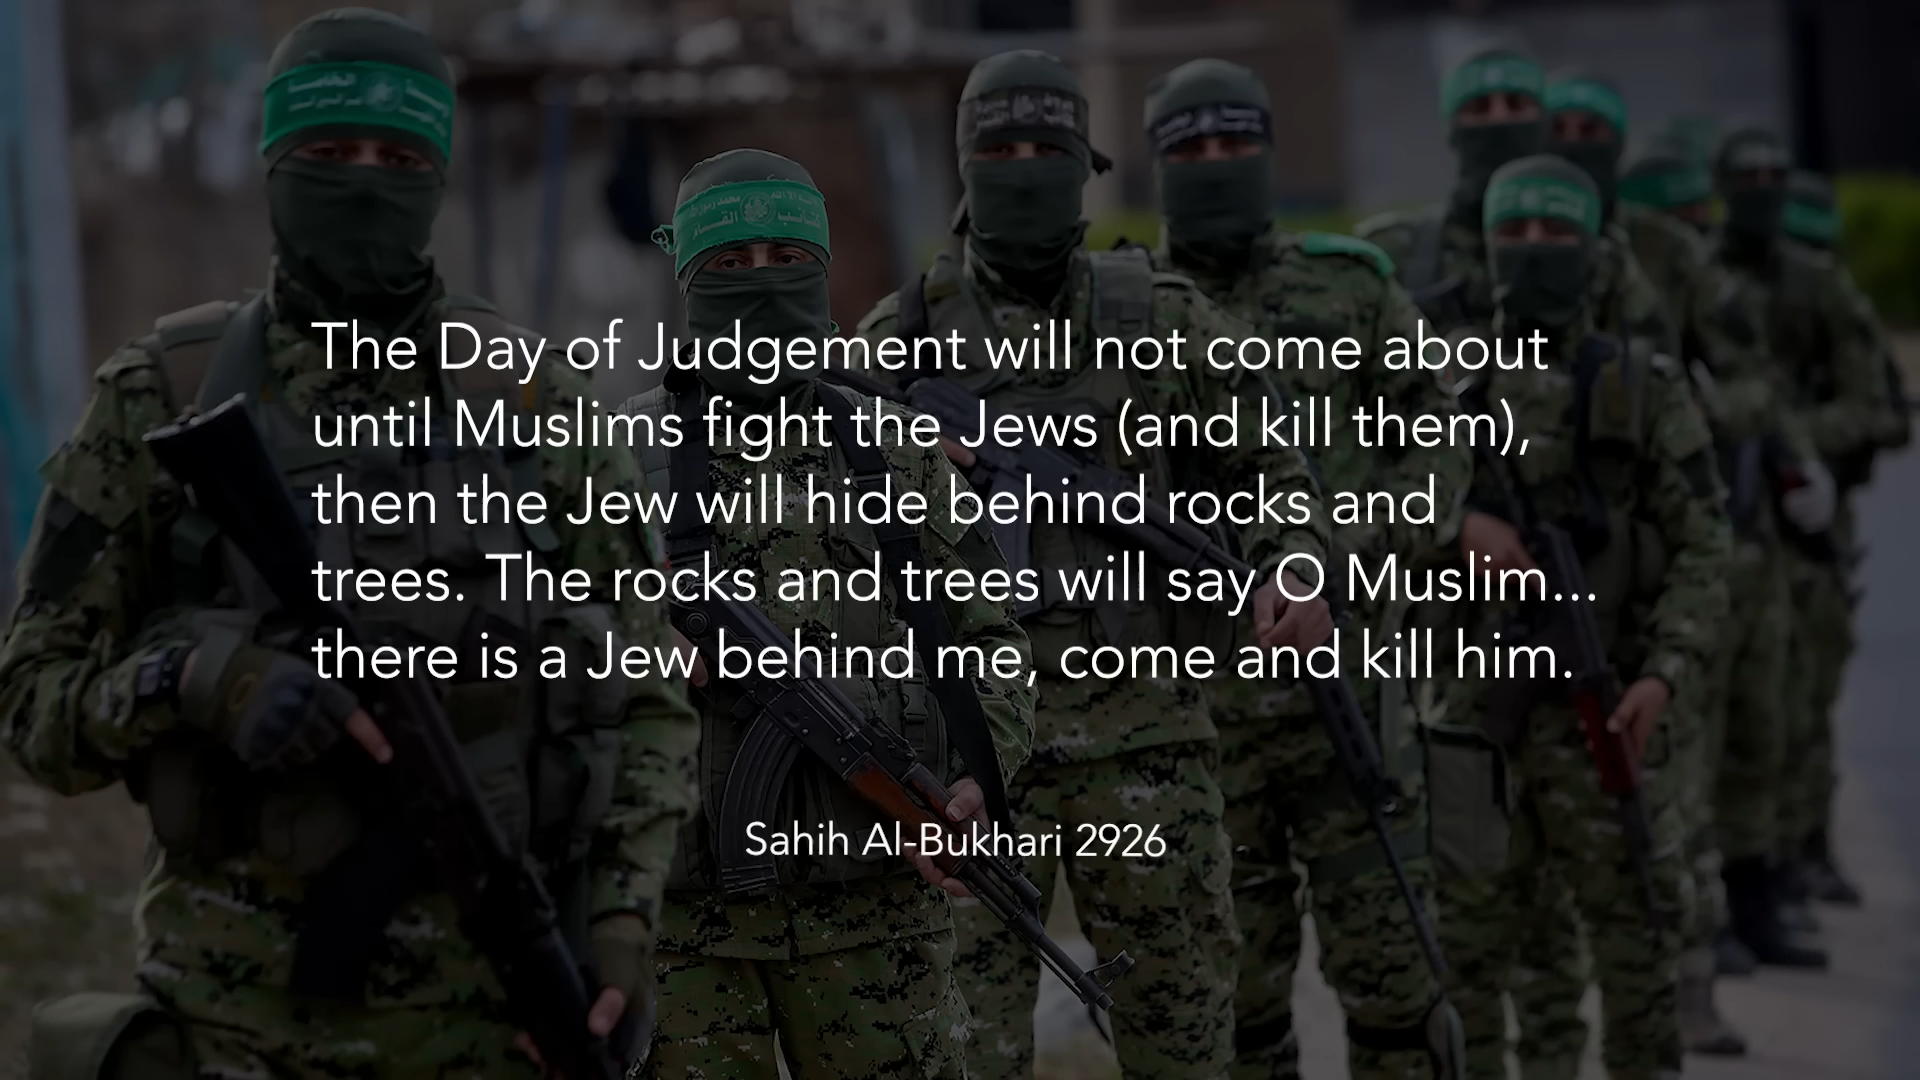 The Day of Judgement will not come about
until Muslims fight the Jews (and kill them),
then the Jew will hide behind rocks and
trees. The rocks and trees will say O Muslim...
there is a Jew behind me, come and kill him.
Sahih Al-Bukhari 2926